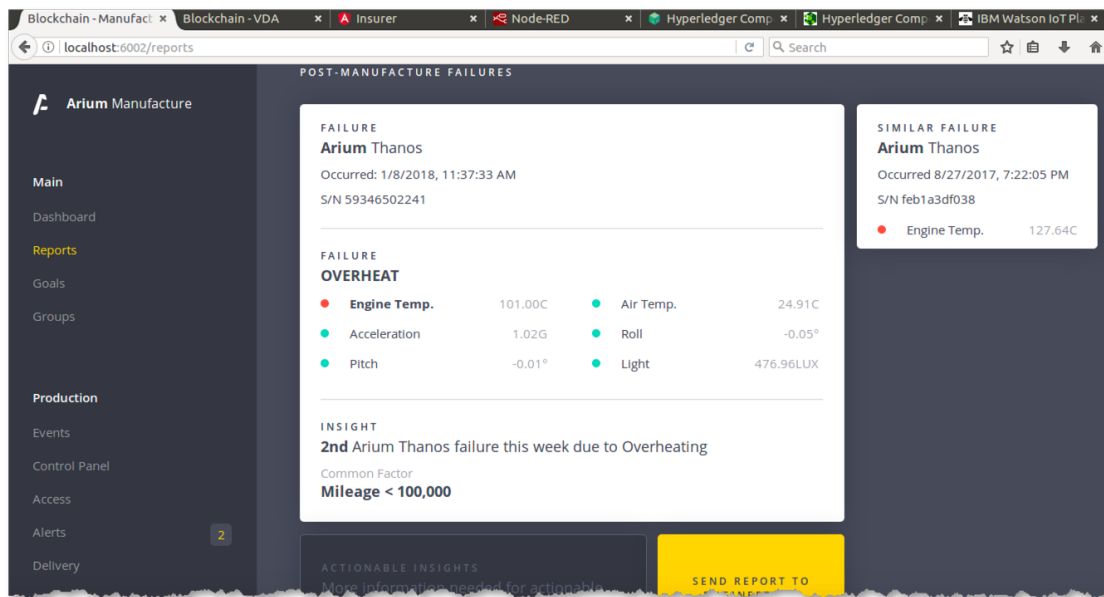 Blockchain - Manufact
Blockchain - VDA
Insurer
Node-RED
Hyperledger Comp
Hyperledger Comp
IBM Watson IoT Pla
localhost:6002/reports
Search
Arium Manufacture
Main
Dashboard
Reports
Goals
Groups
Production
Events
Control Panel
Access
Alerts 2
Delivery
POST-MANUFACTURE FAILURES
FAILURE
Arium Thanos
Occurred: 1/8/2018, 11:37:33 AM
S/N 59346502241
FAILURE
OVERHEAT
Engine Temp. 101.00C Air Temp. 24.91C
Acceleration 1.02G Roll -0.05°
Pitch -0.01° Light 476.96LUX
INSIGHT
2nd Arium Thanos failure this week due to Overheating
Common Factor
Mileage < 100,000
ACTIONABLE INSIGHTS
More information needed for actionable
SEND REPORT TO
SIMILAR FAILURE
Arium Thanos
Occurred 8/27/2017, 7:22:05 PM
S/N feb1a3df038
Engine Temp. 127.64C